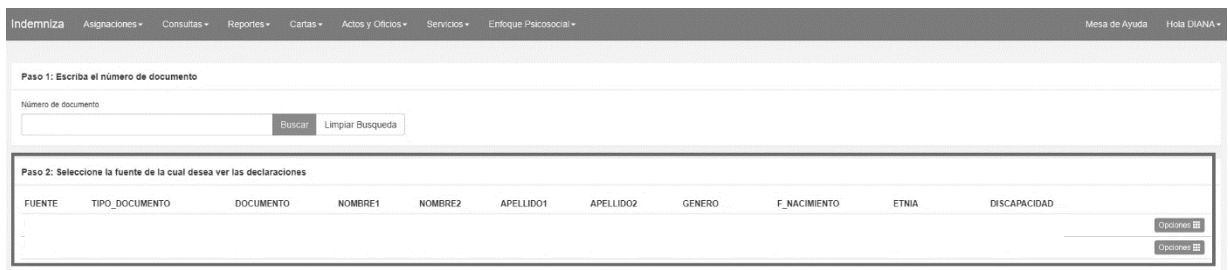 Indemniza Asignaciones Consultas Reportes Cartas Actos y Oficios Servicios Enfoque Psicosocial Mesa de Ayuda Hola DIANA
Paso 1: Escriba el número de documento
Número de documento
Buscar Limpiar Busqueda
Paso 2: Seleccione la fuente de la cual desea ver las declaraciones
FUENTE TIPO_DOCUMENTO DOCUMENTO NOMBRE1 NOMBRE2 APELLIDO1 APELLIDO2 GENERO F_NACIMIENTO ETNIA DISCAPACIDAD
Opciones
Opciones